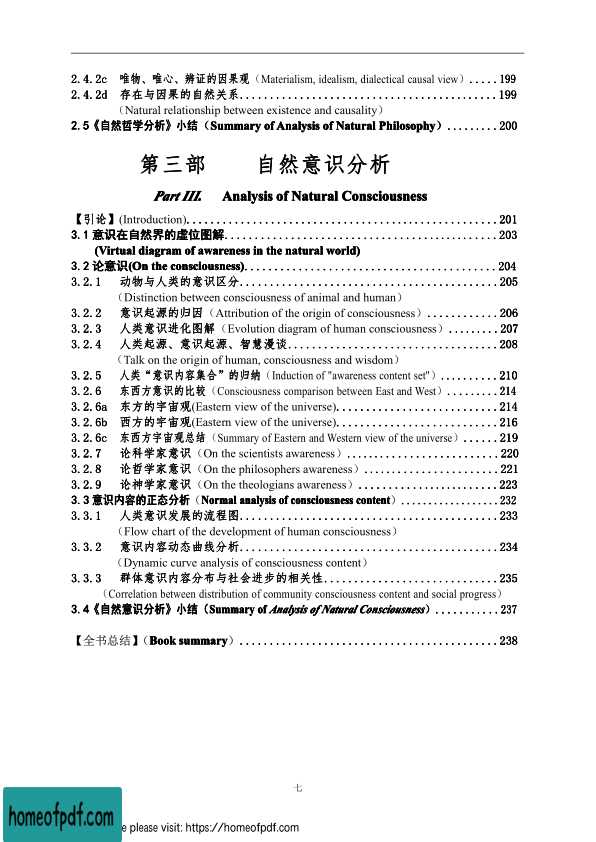 2.4.2c 唯物、唯心、辨证的因果观（Materialism, idealism, dialectical causal view）.....199
2.4.2d 存在与因果的自然关系...........................................199
（Natural relationship between existence and causality）
2.5《自然哲学分析》小结（Summary of Analysis of Natural Philosophy）.........200
第三部 自然意识分析
Part III. Analysis of Natural Consciousness
【引论】(Introduction)....................................................201
3.1意识在自然界的虚位图解..............................................203
(Virtual diagram of awareness in the natural world)
3.2论意识(On the consciousness)..........................................204
3.2.1 动物与人类的意识区分...........................................205
（Distinction between consciousness of animal and human）
3.2.2 意识起源的归因（Attribution of the origin of consciousness）............206
3.2.3 人类意识进化图解（Evolution diagram of human consciousness）.........207
3.2.4 人类起源、意识起源、智慧漫谈...................................208
（Talk on the origin of human, consciousness and wisdom）
3.2.5 人类“意识内容集合”的归纳（Induction of "awareness content set"）..........210
3.2.6 东西方意识的比较（Consciousness comparison between East and West）.........214
3.2.6a 东方的宇宙观(Eastern view of the universe)...........................214
3.2.6b 西方的宇宙观(Eastern view of the universe)...........................216
3.2.6c 东西方宇宙观总结（Summary of Eastern and Western view of the universe）......219
3.2.7 论科学家意识（On the scientists awareness）..........................220
3.2.8 论哲学家意识（On the philosophers awareness）.......................221
3.2.9 论神学家意识（On the theologians awareness）........................223
3.3意识内容的正态分析（Normal analysis of consciousness content）................232
3.3.1 人类意识发展的流程图...........................................233
（Flow chart of the development of human consciousness）
3.3.2 意识内容动态曲线分析...........................................234
（Dynamic curve analysis of consciousness content）
3.3.3 群体意识内容分布与社会进步的相关性.............................235
（Correlation between distribution of community consciousness content and social progress）
3.4《自然意识分析》小结（Summary of Analysis of Natural Consciousness）...........237
【全书总结】（Book summary）...........................................238
七
homeofpdf.com
e please visit: https://homeofpdf.com